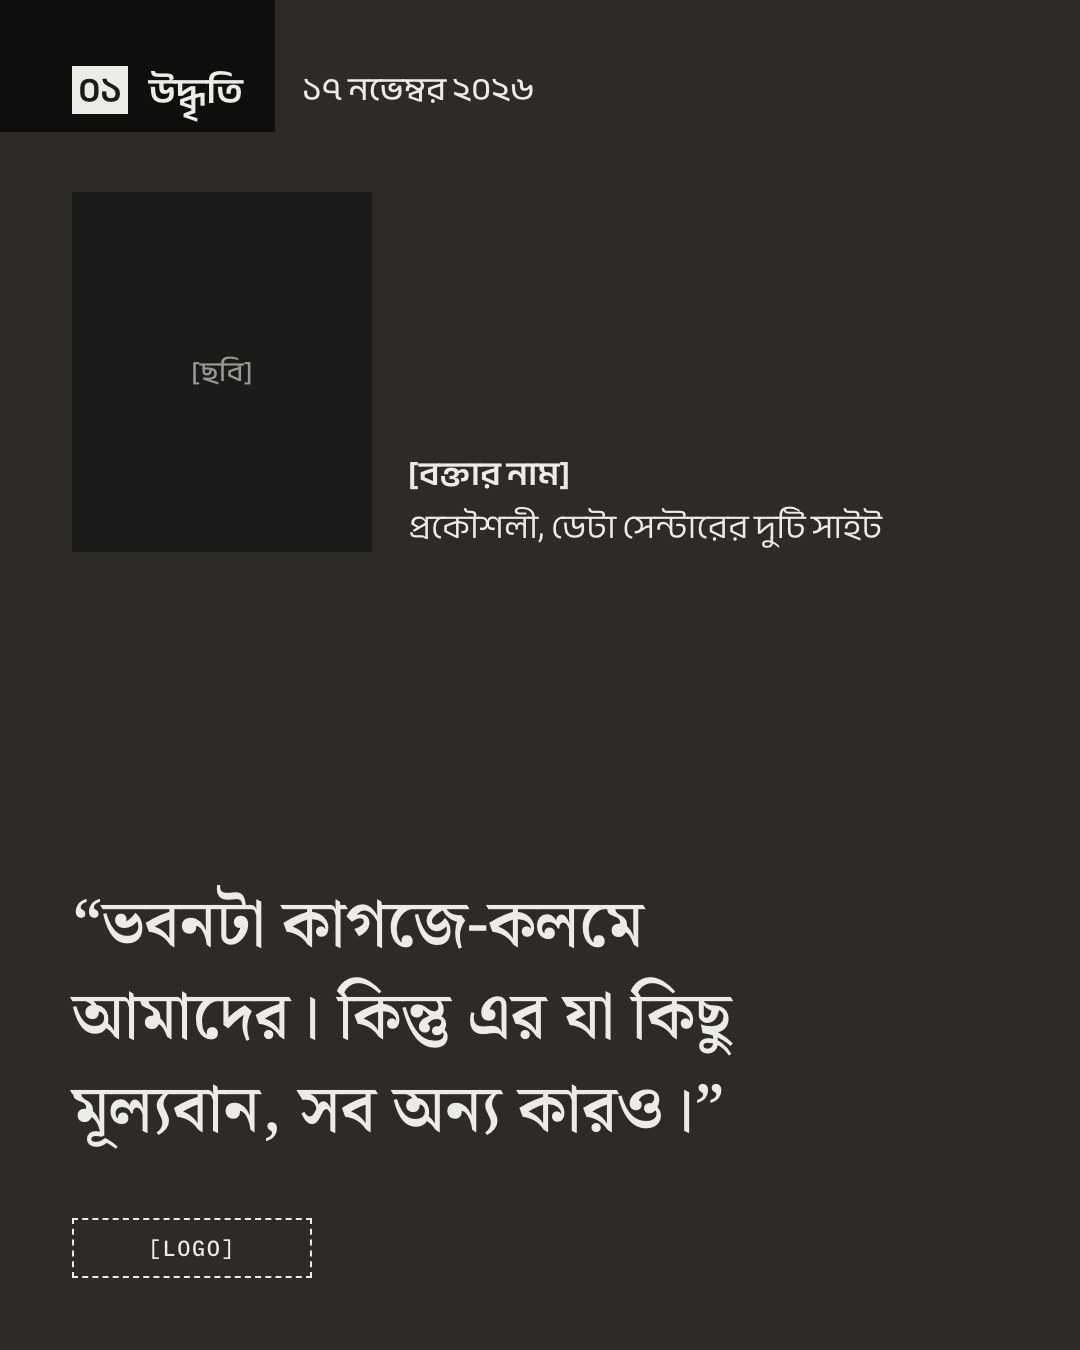 ০১ উদ্ধৃতি ১৭ নভেম্বর ২০২৬
[ছবি]
[বক্তার নাম]
প্রকৌশলী, ডেটা সেন্টারের দুটি সাইট
“ভবনটা কাগজে-কলমে
আমাদের। কিন্তু এর যা কিছু
মূল্যবান, সব অন্য কারও।”
[LOGO]